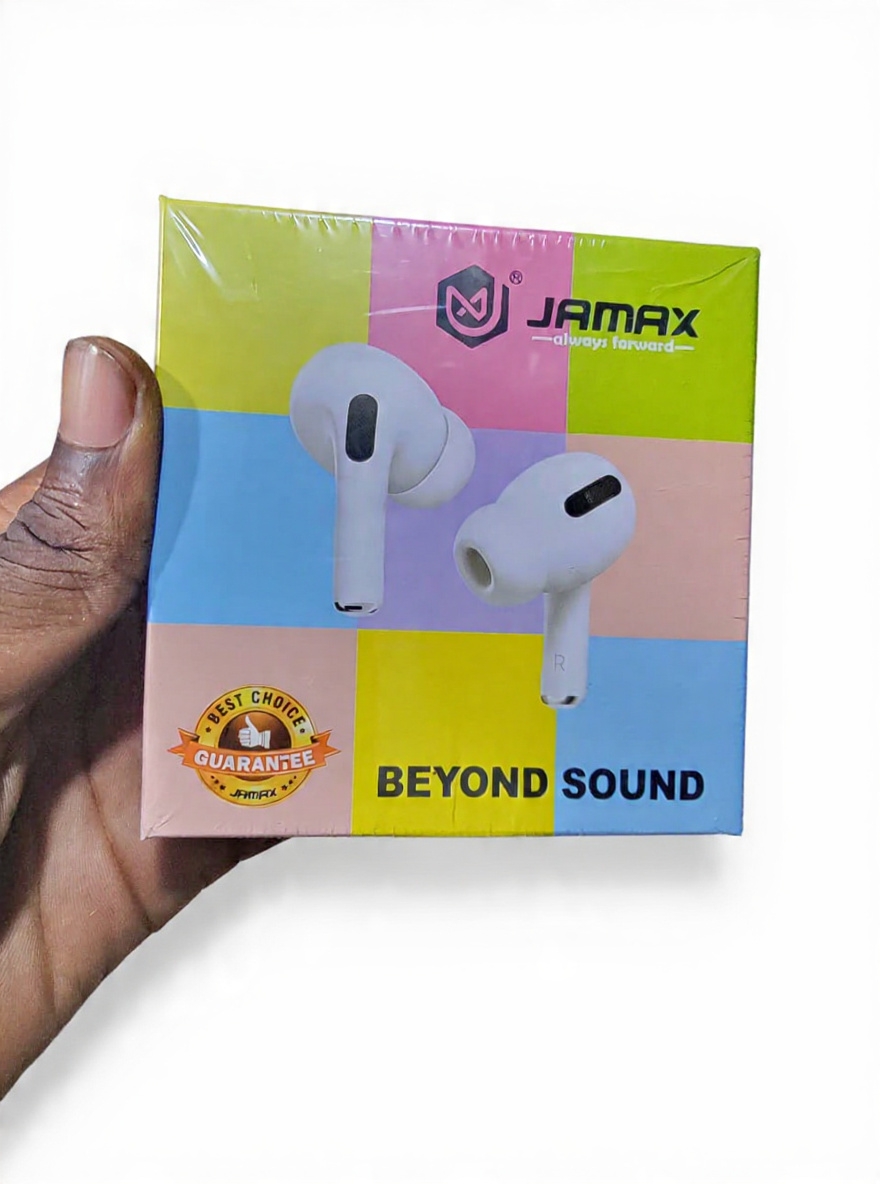 ®
JAMAX
always forward
R
BEST CHOICE
GUARANTEE
JAMAX
BEYOND SOUND